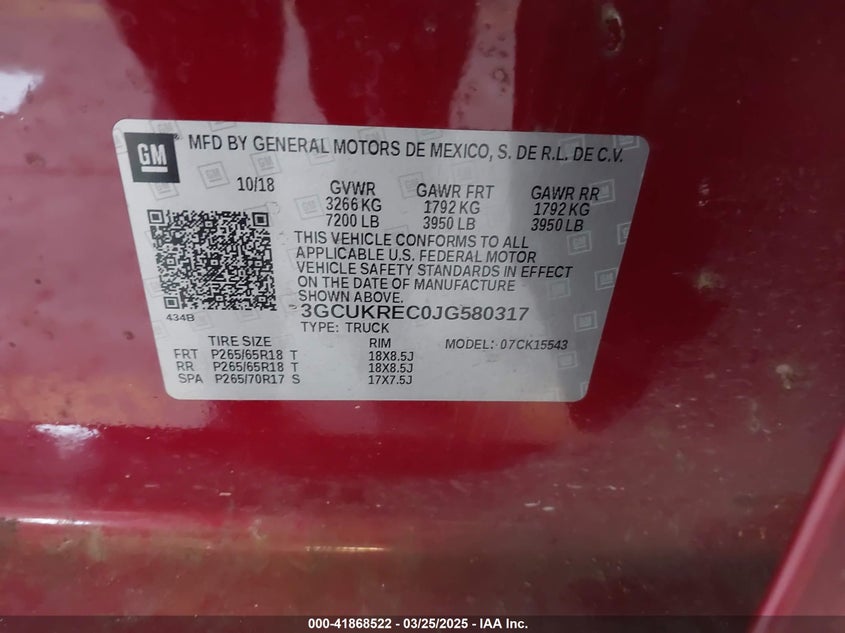 GM
MFD BY GENERAL MOTORS DE MEXICO, S. DE R.L. DE C.V.
10/18 GVWR GAWR FRT GAWR RR
3266 KG 1792 KG 1792 KG
7200 LB 3950 LB 3950 LB
THIS VEHICLE CONFORMS TO ALL
APPLICABLE U.S. FEDERAL MOTOR
VEHICLE SAFETY STANDARDS IN EFFECT
ON THE DATE OF MANUFACTURE
SHOWN ABOVE.
434B
3GCUKREC0JG580317
TYPE: TRUCK
TIRE SIZE RIM MODEL: 07CK15543
FRT P265/65R18 T 18X8.5J
RR P265/65R18 T 18X8.5J
SPA P265/70R17 S 17X7.5J
000-41868522 — 03/25/2025 — IAA Inc.